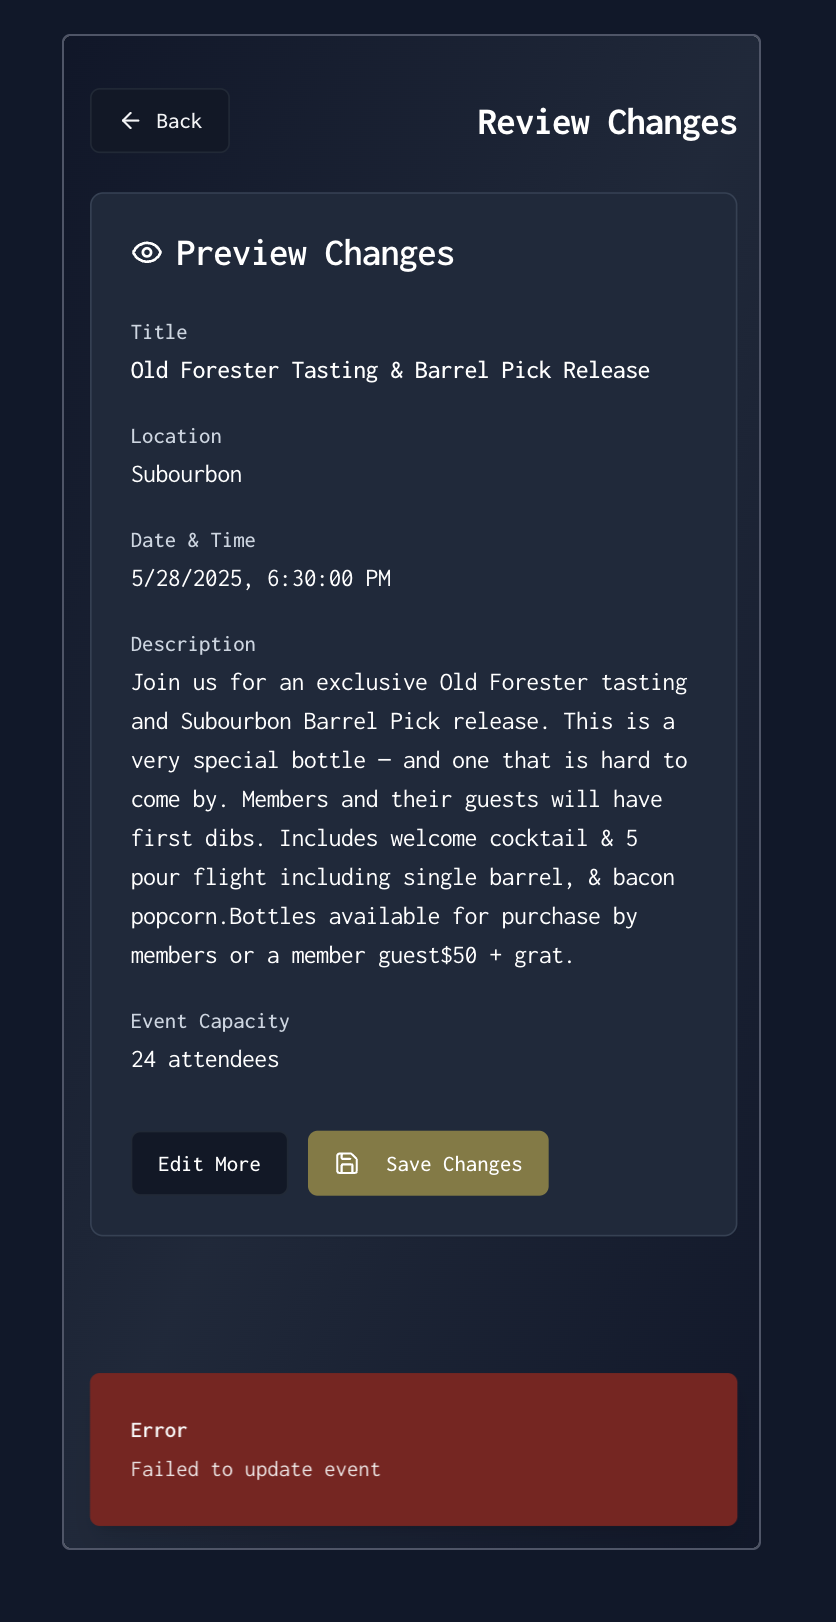 Back
Review Changes
Preview Changes
Title
Old Forester Tasting & Barrel Pick Release
Location
Subourbon
Date & Time
5/28/2025, 6:30:00 PM
Description
Join us for an exclusive Old Forester tasting
and Subourbon Barrel Pick release. This is a
very special bottle — and one that is hard to
come by. Members and their guests will have
first dibs. Includes welcome cocktail & 5
pour flight including single barrel, & bacon
popcorn.Bottles available for purchase by
members or a member guest$50 + grat.
Event Capacity
24 attendees
Edit More
Save Changes
Error
Failed to update event